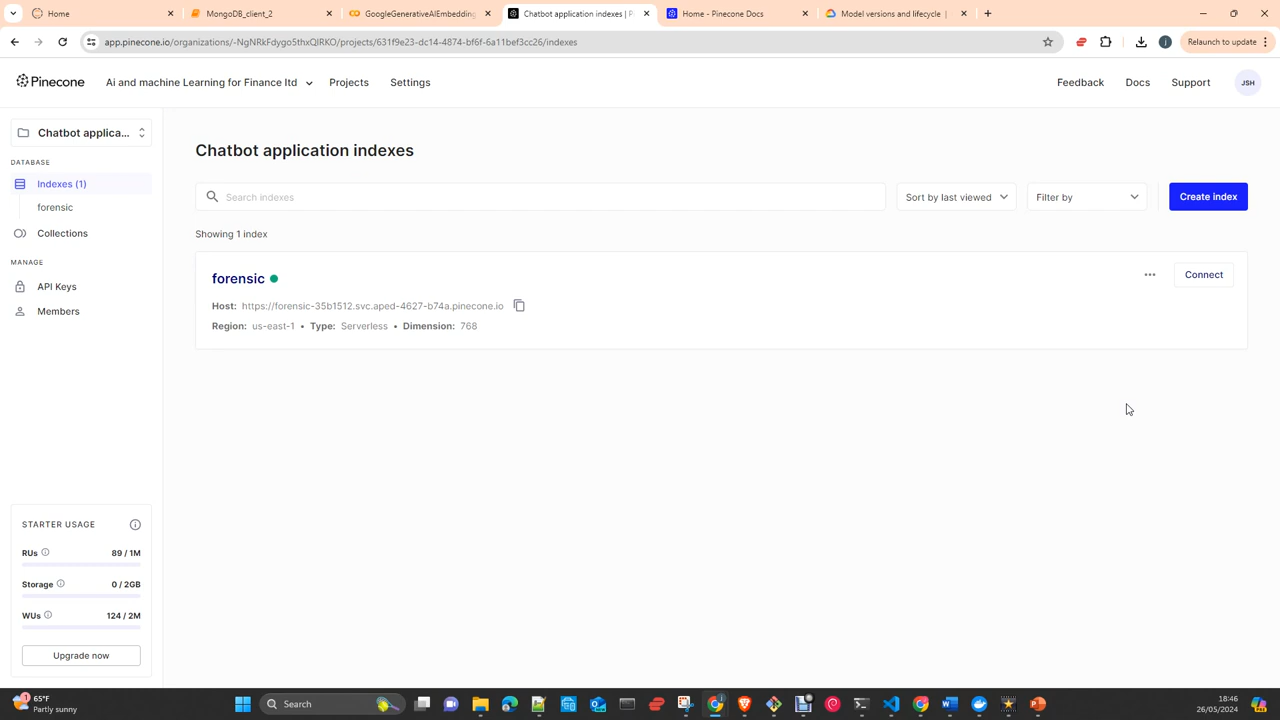 Home
MongoDB_client_2
GoogleGenerativeAIEmbedding
Chatbot application indexes | P
Home - Pinecone Docs
Model versions and lifecycle |
app.pinecone.io/organizations/-NgNRkFdygo5thxQlRKO/projects/631f9e23-dc14-4874-bf6f-6a11bef3cc26/indexes
i
Relaunch to update
Pinecone
Ai and machine Learning for Finance ltd
Projects
Settings
Feedback
Docs
Support
JSH
Chatbot applica...
DATABASE
Indexes (1)
forensic
Collections
MANAGE
API Keys
Members
Chatbot application indexes
Search indexes
Sort by last viewed
Filter by
Create index
Showing 1 index
forensic
Connect
Host: https://forensic-35b1512.svc.aped-4627-b74a.pinecone.io
Region: us-east-1 • Type: Serverless • Dimension: 768
STARTER USAGE
RUs 89 / 1M
Storage 0 / 2GB
WUs 124 / 2M
Upgrade now
1
65°F
Partly sunny
Search
18:46
26/05/2024